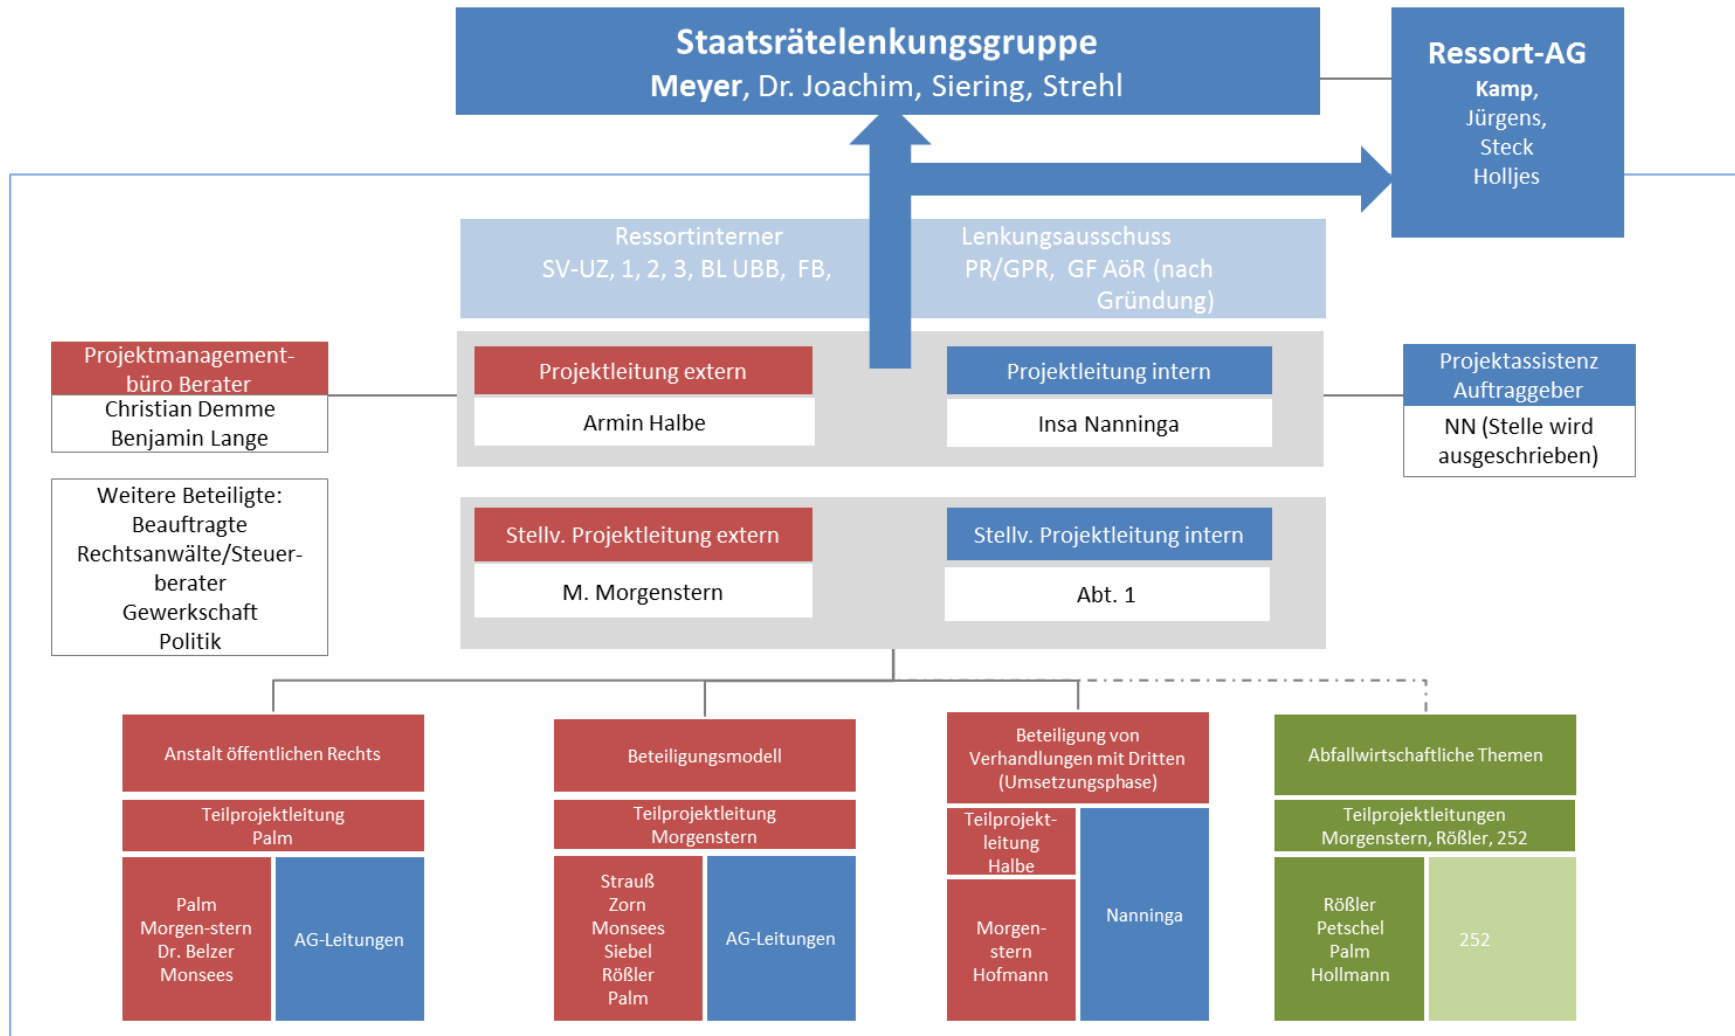 Staatsrätelenkungsgruppe
Meyer, Dr. Joachim, Siering, Strehl
Ressort-AG
Kamp,
Jürgens,
Steck
Holljes
Ressortinterner Lenkungsausschuss
SV-UZ, 1, 2, 3, BL UBB, FB, PR/GPR, GF AöR (nach
Gründung)
Projektmanagement-
büro Berater
Christian Demme
Benjamin Lange
Projektleitung extern
Armin Halbe
Projektleitung intern
Insa Nanninga
Projektassistenz
Auftraggeber
NN (Stelle wird
ausgeschrieben)
Weitere Beteiligte:
Beauftragte
Rechtsanwälte/Steuer-
berater
Gewerkschaft
Politik
Stellv. Projektleitung extern
M. Morgenstern
Stellv. Projektleitung intern
Abt. 1
Anstalt öffentlichen Rechts
Teilprojektleitung
Palm
Palm
Morgen-stern
Dr. Belzer
Monsees
AG-Leitungen
Beteiligungsmodell
Teilprojektleitung
Morgenstern
Strauß
Zorn
Monsees
Siebel
Rößler
Palm
AG-Leitungen
Beteiligung von
Verhandlungen mit Dritten
(Umsetzungsphase)
Teilprojekt-
leitung
Halbe
Morgen-
stern
Hofmann
Nanninga
Abfallwirtschaftliche Themen
Teilprojektleitungen
Morgenstern, Rößler, 252
Rößler
Petschel
Palm
Hollmann
252